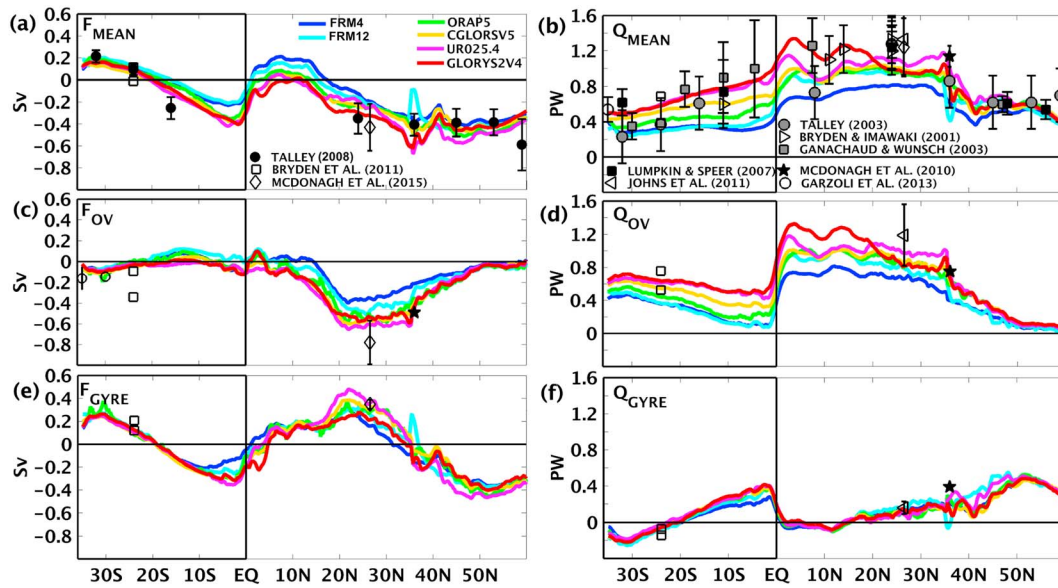 (a) F MEAN
FRM4
FRM12
ORAP5
CGLORSV5
UR025.4
GLORYS2V4
0.6
0.4
0.2
0
−0.2
−0.4
−0.6
−0.8
Sv
TALLEY (2008)
BRYDEN ET AL. (2011)
MCDONAGH ET AL. (2015)
(b) Q MEAN
1.6
1.2
0.8
0.4
0
PW
TALLEY (2003)
BRYDEN & IMAWAKI (2001)
GANACHAUD & WUNSCH (2003)
LUMPKIN & SPEER (2007)
JOHNS ET AL. (2011)
MCDONAGH ET AL. (2010)
GARZOLI ET AL. (2013)
(c) F OV
0.6
0.4
0.2
0
−0.2
−0.4
−0.6
−0.8
Sv
(d) Q OV
1.6
1.2
0.8
0.4
0
PW
(e) F GYRE
0.6
0.4
0.2
0
−0.2
−0.4
−0.6
−0.8
Sv
30S 20S 10S EQ 10N 20N 30N 40N 50N
(f) Q GYRE
1.6
1.2
0.8
0.4
0
PW
30S 20S 10S EQ 10N 20N 30N 40N 50N